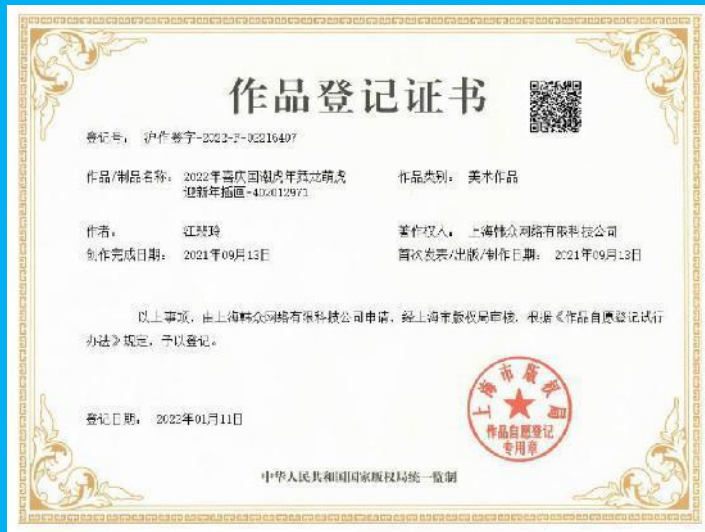 作品登记证书
登记号： 沪作登字-2022-F-02216407
作品/制品名称： 2022年喜庆国潮虎年 萌虎
迎新年插画-402012971
作品类别： 美术作品
作者： 江 玲
著作权人： 上海韩众网络有限科技公司
创作完成日期： 2021年09月13日
首次发表/出版/制作日期： 2021年09月13日
以上事项，由上海韩众网络有限科技公司申请，经上海市版权局审核，根据《作品自愿登记试行
办法》规定，予以登记。
登记日期： 2022年01月11日
上海市版权局
作品自愿登记
专用章
中华人民共和国国家版权局统一监制